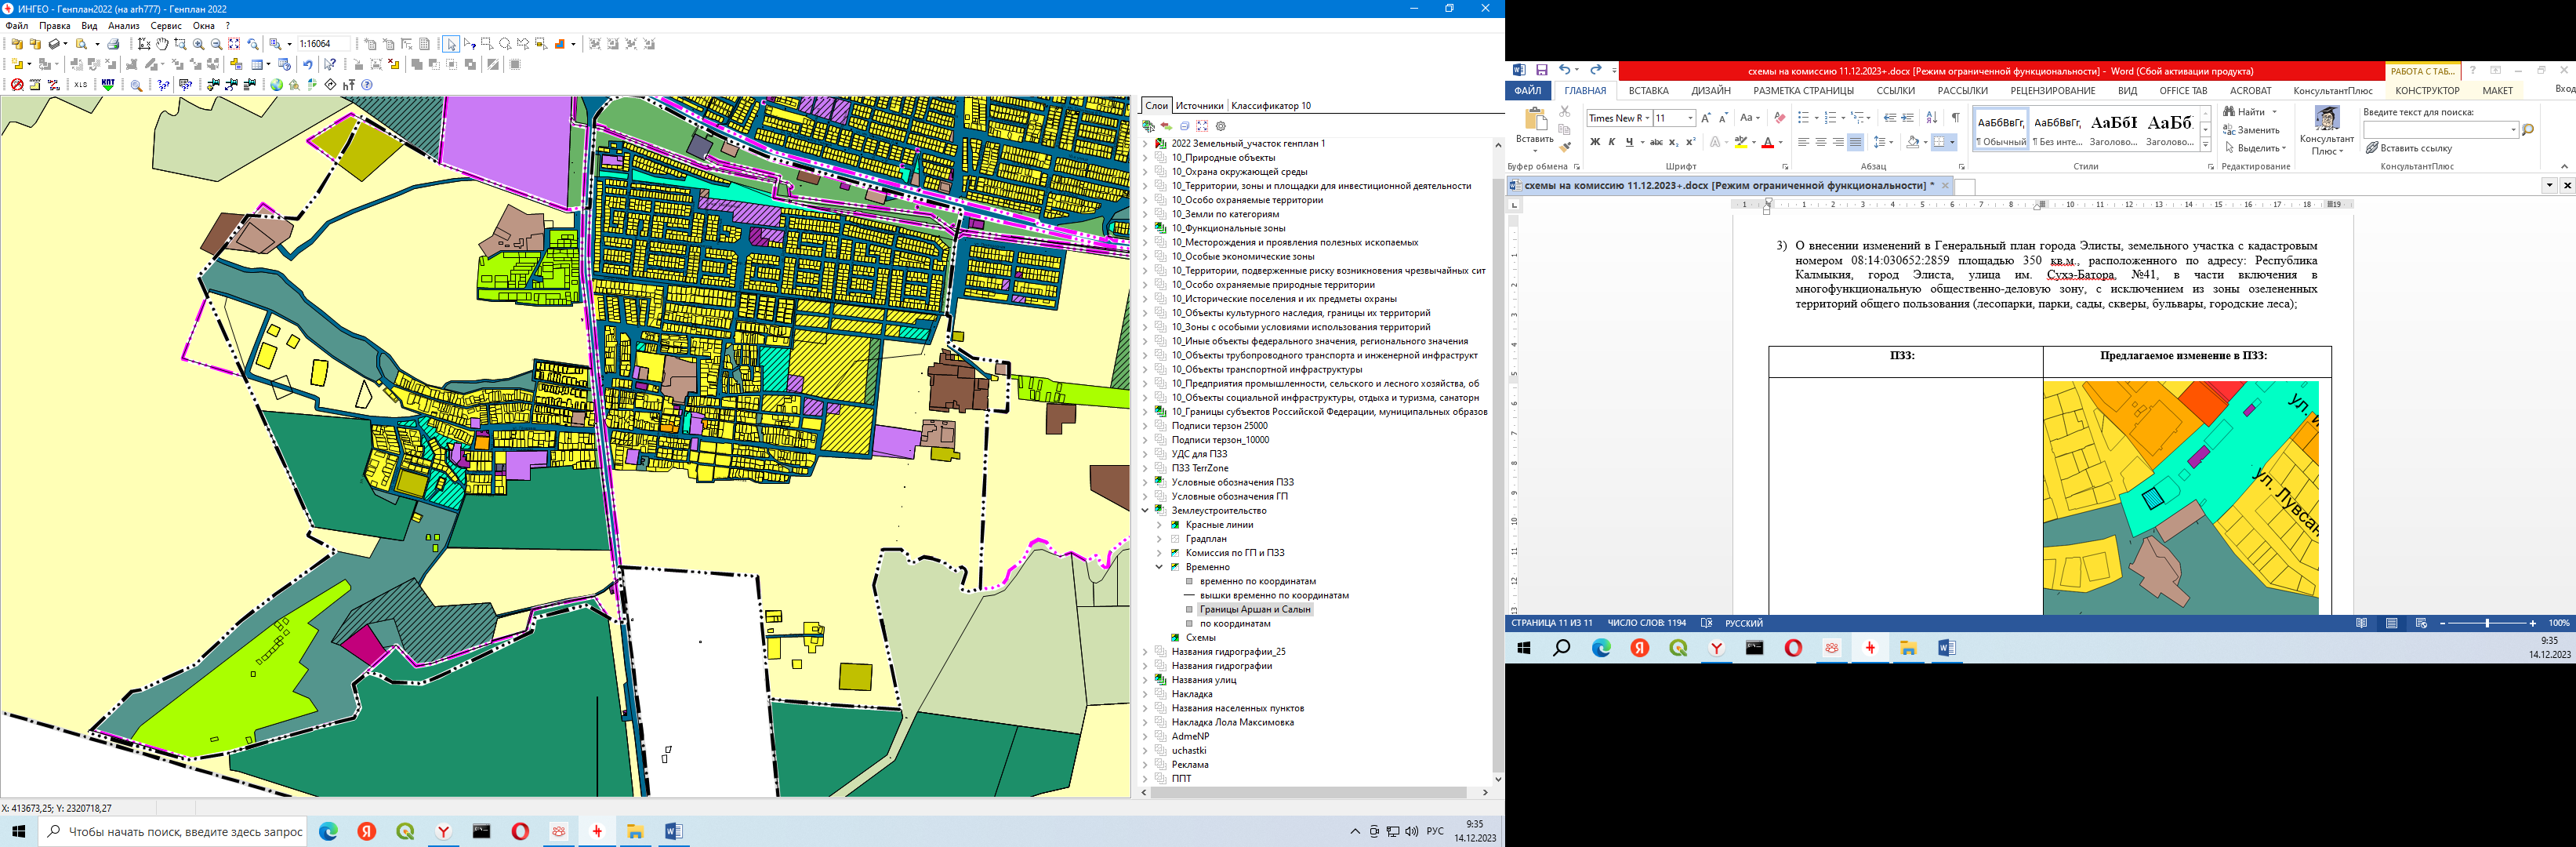 ИНГЕО - Генплан2022 (на arh777) - Генплан 2022
Файл Правка Вид Анализ Сервис Окна ?
1:16064
XLS КПТ
Слои Источники Классификатор 10
2022 Земельный_участок генплан 1
10_Природные объекты
10_Охрана окружающей среды
10_Территории, зоны и площадки для инвестиционной деятельности
10_Особо охраняемые территории
10_Земли по категориям
10_Функциональные зоны
10_Месторождения и проявления полезных ископаемых
10_Особые экономические зоны
10_Территории, подверженные риску возникновения чрезвычайных сит
10_Особо охраняемые природные территории
10_Исторические поселения и их предметы охраны
10_Объекты культурного наследия, границы их территорий
10_Зоны с особыми условиями использования территорий
10_Иные объекты федерального значения, регионального значения
10_Объекты трубопроводного транспорта и инженерной инфраструкт
10_Объекты транспортной инфраструктуры
10_Предприятия промышленности, сельского и лесного хозяйства, об
10_Объекты социальной инфраструктуры, отдыха и туризма, санаторн
10_Границы субъектов Российской Федерации, муниципальных образов
Подписи терзон 25000
Подписи терзон_10000
УДС для ПЗЗ
ПЗЗ TerrZone
Условные обозначения ПЗЗ
Условные обозначения ГП
Землеустроительство
Красные линии
Градплан
Комиссия по ГП и ПЗЗ
Временно
временно по координатам
вышки временно по координатам
Границы Аршан и Салын
по координатам
Схемы
Названия гидрографии_25
Названия гидрографии
Названия улиц
Накладка
Названия населенных пунктов
Накладка Лола Максимовка
AdmeNP
uchastki
Реклама
ППТ
X: 413673,25; Y: 2320718,27
Чтобы начать поиск, введите здесь запрос
РУС
9:35
14.12.2023
схемы на комиссию 11.12.2023+.docx [Режим ограниченной функциональности] - Word (Сбой активации продукта)
РАБОТА С ТАБ...
ФАЙЛ ГЛАВНАЯ ВСТАВКА ДИЗАЙН РАЗМЕТКА СТРАНИЦЫ ССЫЛКИ РАССЫЛКИ РЕЦЕНЗИРОВАНИЕ ВИД OFFICE TAB ACROBAT КонсультантПлюс КОНСТРУКТОР МАКЕТ Вход
Вставить
Буфер обмена
Times New R 11
Ж К Ч abc x₂ x²
Шрифт
Абзац
АаБбВвГг, АаБбВвГг, АаБбІ АаБб
¶ Обычный ¶ Без инте... Заголово... Заголово...
Стили
Найти
Заменить
Выделить
Редактирование
Консультант Плюс
Введите текст для поиска:
Вставить ссылку
КонсультантПлюс
схемы на комиссию 11.12.2023+.docx [Режим ограниченной функциональности] *
3) О внесении изменений в Генеральный план города Элисты, земельного участка с кадастровым
номером 08:14:030652:2859 площадью 350 кв.м., расположенного по адресу: Республика
Калмыкия, город Элиста, улица им. Сухэ-Батора, №41, в части включения в
многофункциональную общественно-деловую зону, с исключением из зоны озелененных
территорий общего пользования (лесопарки, парки, сады, скверы, бульвары, городские леса);
ПЗЗ: Предлагаемое изменение в ПЗЗ:
ул.
ул. Лувсан
СТРАНИЦА 11 ИЗ 11 ЧИСЛО СЛОВ: 1194 РУССКИЙ
100%
9:35
14.12.2023